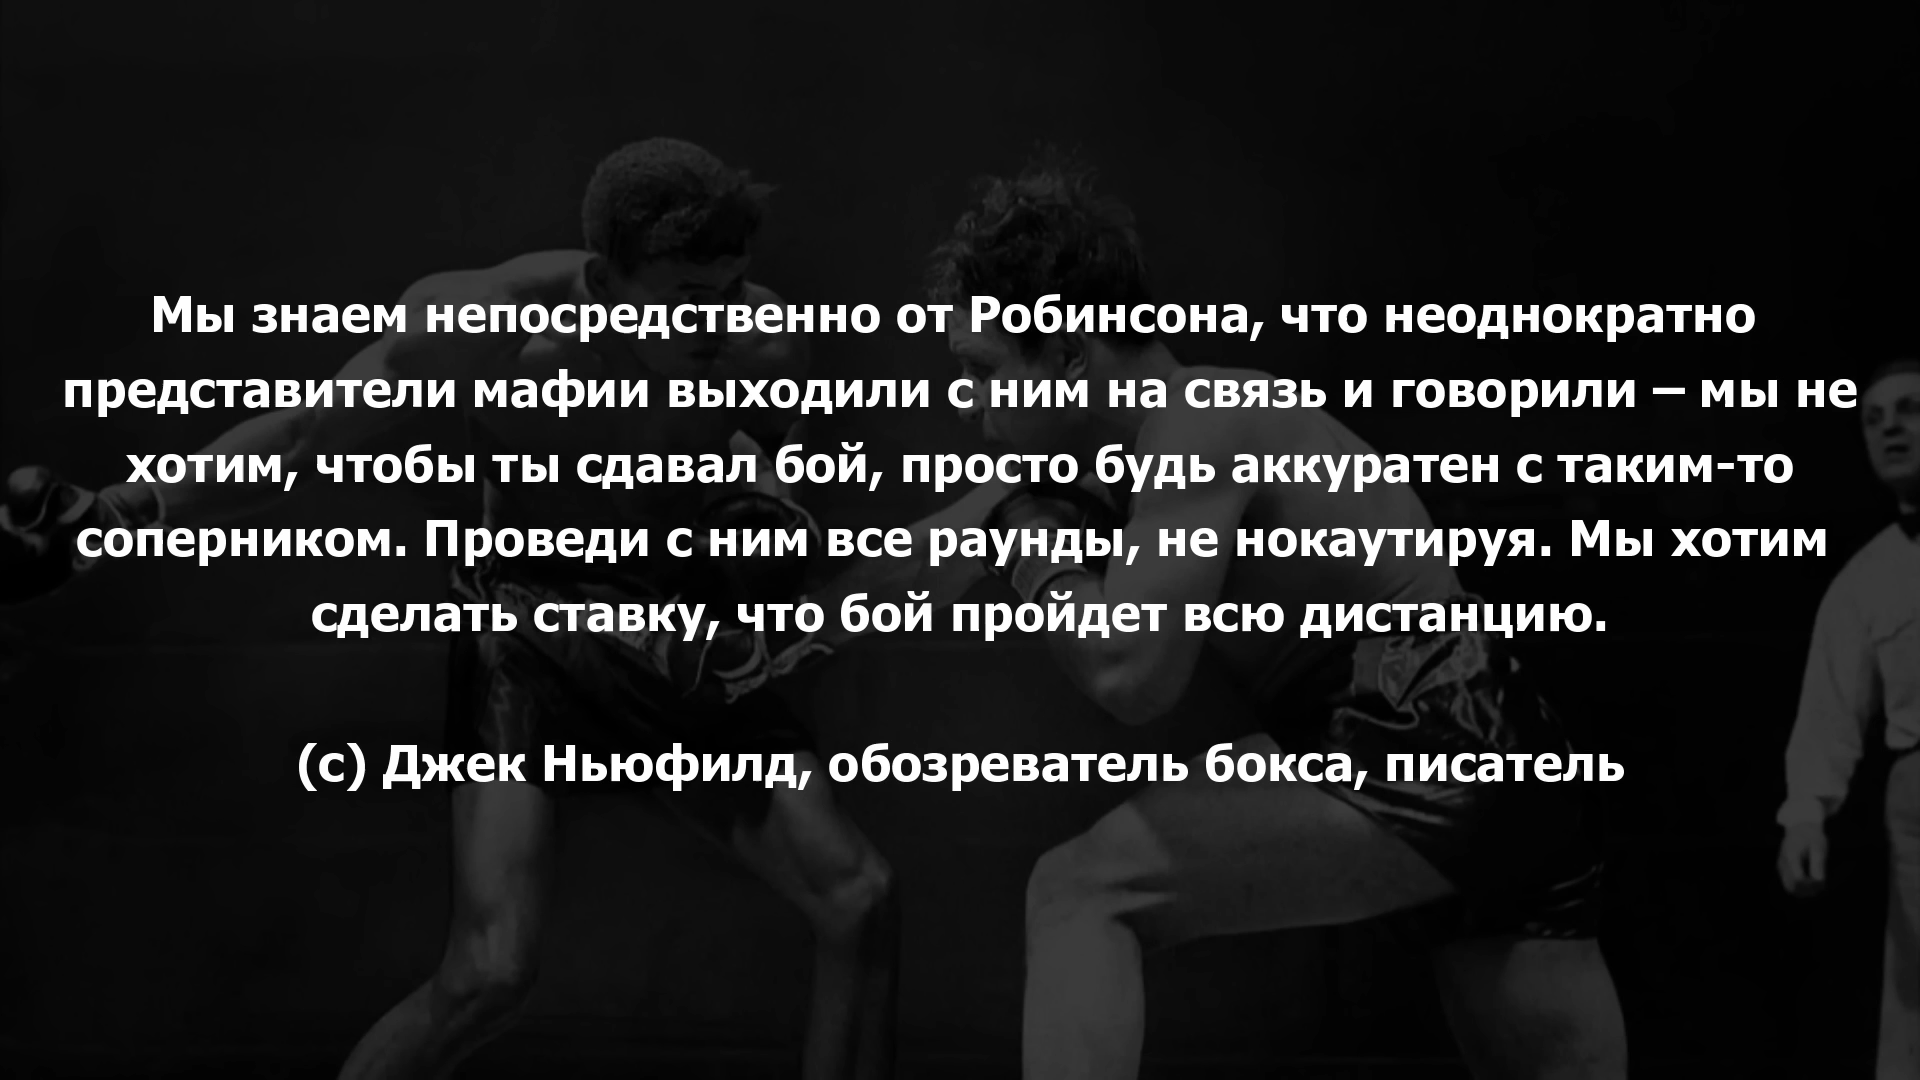 Мы знаем непосредственно от Робинсона, что неоднократно
представители мафии выходили с ним на связь и говорили – мы не
хотим, чтобы ты сдавал бой, просто будь аккуратен с таким-то
соперником. Проведи с ним все раунды, не нокаутируя. Мы хотим
сделать ставку, что бой пройдет всю дистанцию.
(с) Джек Ньюфилд, обозреватель бокса, писатель